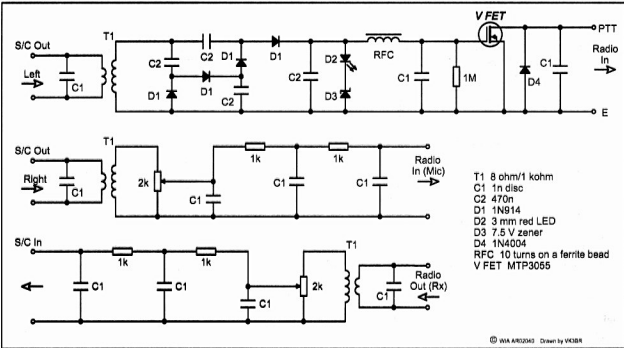 V FET
S/C Out
T1
C2
D1
D1
D2
RFC
PTT
Left
C1
C2
D1
D1
C2
C2
D3
C1
1M
D4
C1
Radio
In
E
S/C Out
T1
1k
1k
Radio
In (Mic)
Right
C1
2k
C1
C1
C1
S/C In
1k
1k
T1
C1
C1
C1
2k
C1
Radio
Out (Rx)
T1 8 ohm/1 kohm
C1 1n disc
C2 470n
D1 1N914
D2 3 mm red LED
D3 7.5 V zener
D4 1N4004
RFC 10 turns on a ferrite bead
V FET MTP3055
© WIA AR02040 Drawn by VK3BR